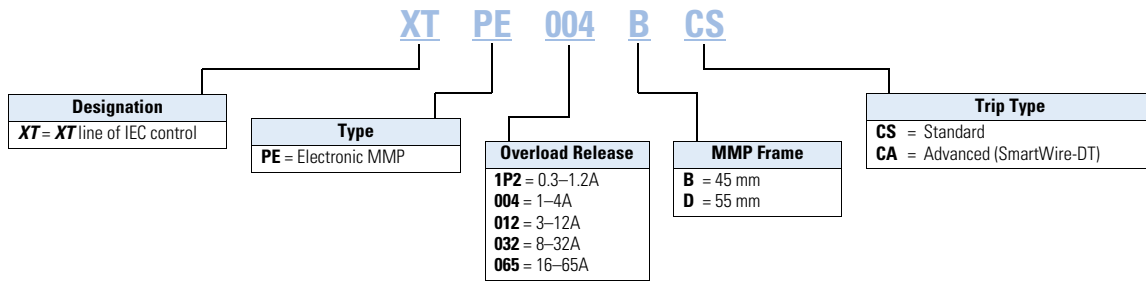 XT PE 004 B CS
Designation
XT = XT line of IEC control
Type
PE = Electronic MMP
Overload Release
1P2 = 0.3–1.2A
004 = 1–4A
012 = 3–12A
032 = 8–32A
065 = 16–65A
MMP Frame
B = 45 mm
D = 55 mm
Trip Type
CS = Standard
CA = Advanced (SmartWire-DT)